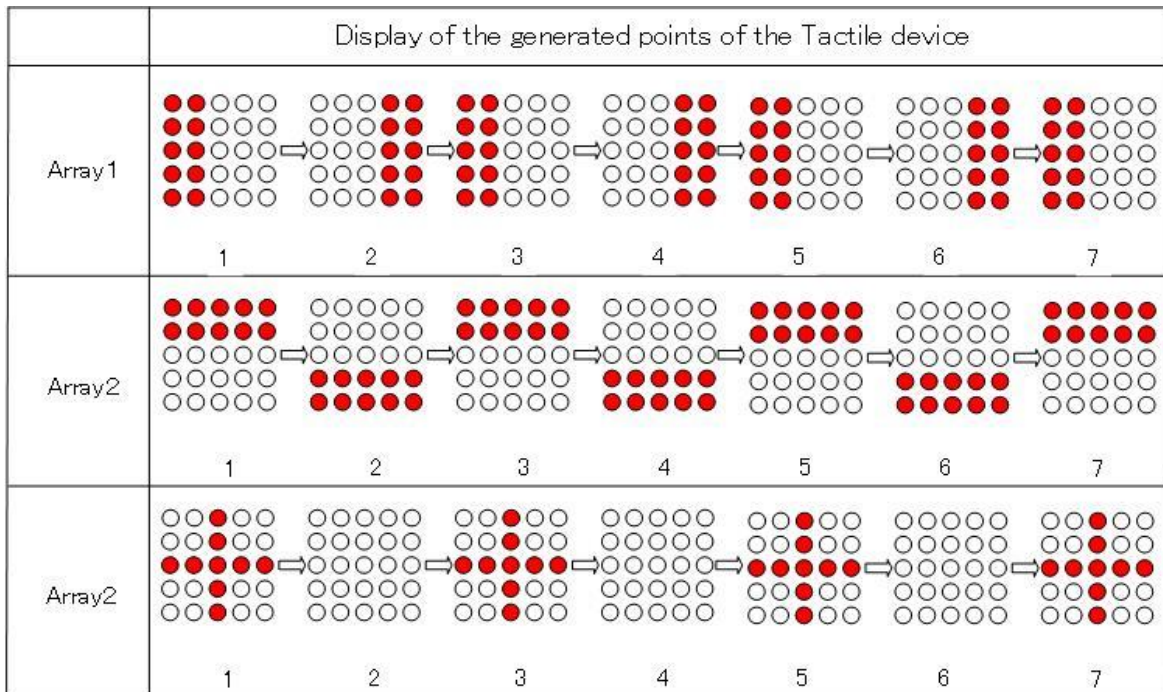 Display of the generated points of the Tactile device
Array1
1 2 3 4 5 6 7
Array2
1 2 3 4 5 6 7
Array2
1 2 3 4 5 6 7